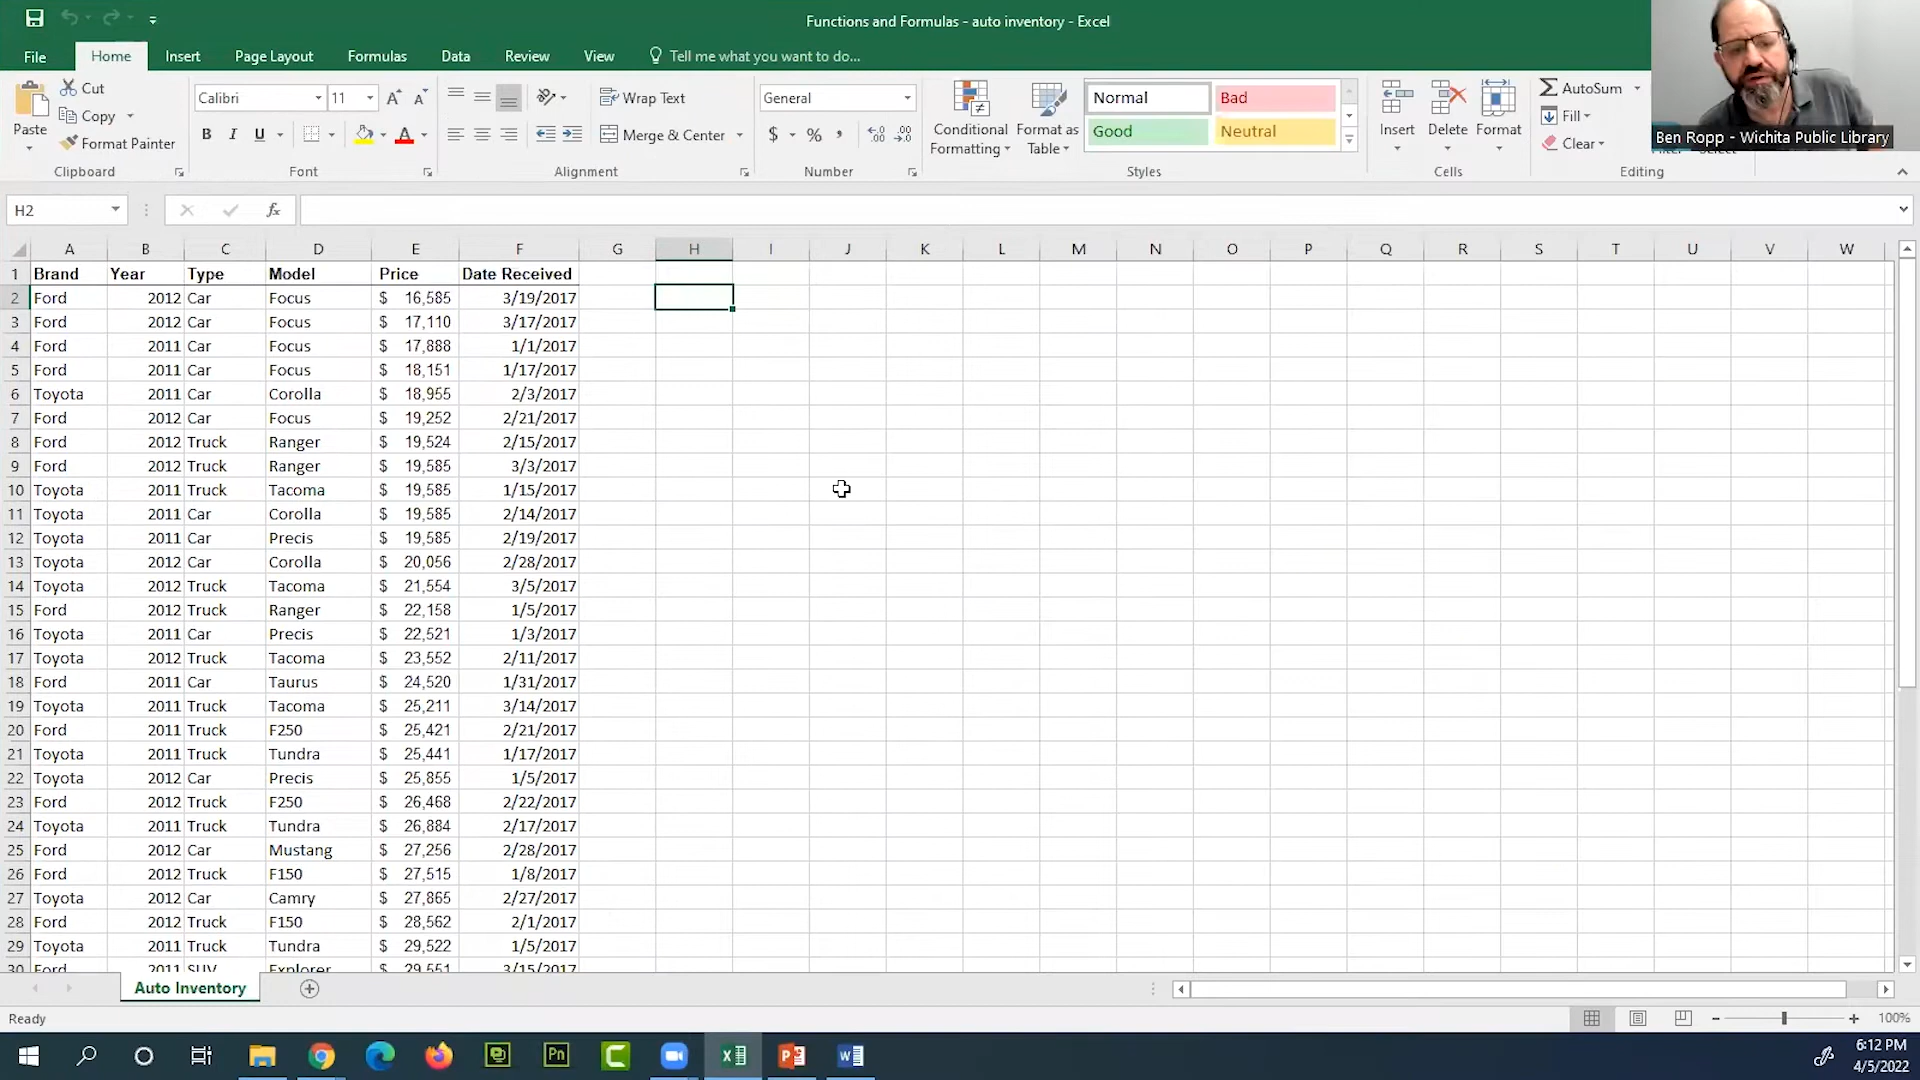 Functions and Formulas - auto inventory - Excel
File Home Insert Page Layout Formulas Data Review View Tell me what you want to do...
Cut
Copy
Format Painter
Paste
Clipboard
Calibri 11
B I U
Font
Wrap Text
Merge & Center
Alignment
General
$ % ,
Number
Conditional Formatting
Format as Table
Normal Bad
Good Neutral
Styles
Insert Delete Format
Cells
AutoSum
Fill
Clear
Editing
Ben Ropp - Wichita Public Library
H2 fx
A B C D E F G H I J K L M N O P Q R S T U V W
1 Brand Year Type Model Price Date Received
2 Ford 2012 Car Focus $ 16,585 3/19/2017
3 Ford 2012 Car Focus $ 17,110 3/17/2017
4 Ford 2011 Car Focus $ 17,888 1/1/2017
5 Ford 2011 Car Focus $ 18,151 1/17/2017
6 Toyota 2011 Car Corolla $ 18,955 2/3/2017
7 Ford 2012 Car Focus $ 19,252 2/21/2017
8 Ford 2012 Truck Ranger $ 19,524 2/15/2017
9 Ford 2012 Truck Ranger $ 19,585 3/3/2017
10 Toyota 2011 Truck Tacoma $ 19,585 1/15/2017
11 Toyota 2011 Car Corolla $ 19,585 2/14/2017
12 Toyota 2011 Car Precis $ 19,585 2/19/2017
13 Toyota 2012 Car Corolla $ 20,056 2/28/2017
14 Toyota 2012 Truck Tacoma $ 21,554 3/5/2017
15 Ford 2012 Truck Ranger $ 22,158 1/5/2017
16 Toyota 2011 Car Precis $ 22,521 1/3/2017
17 Toyota 2012 Truck Tacoma $ 23,552 2/11/2017
18 Ford 2011 Car Taurus $ 24,520 1/31/2017
19 Toyota 2011 Truck Tacoma $ 25,211 3/14/2017
20 Ford 2011 Truck F250 $ 25,421 2/21/2017
21 Toyota 2011 Truck Tundra $ 25,441 1/17/2017
22 Toyota 2012 Car Precis $ 25,855 1/5/2017
23 Ford 2012 Truck F250 $ 26,468 2/22/2017
24 Toyota 2011 Truck Tundra $ 26,884 2/17/2017
25 Ford 2012 Car Mustang $ 27,256 2/28/2017
26 Ford 2012 Truck F150 $ 27,515 1/8/2017
27 Toyota 2012 Car Camry $ 27,865 2/27/2017
28 Ford 2012 Truck F150 $ 28,562 2/1/2017
29 Toyota 2011 Truck Tundra $ 29,522 1/5/2017
30 Ford 2011 SUV Explorer $ 29,551 3/15/2017
Auto Inventory
Ready
100%
Pn
6:12 PM
4/5/2022